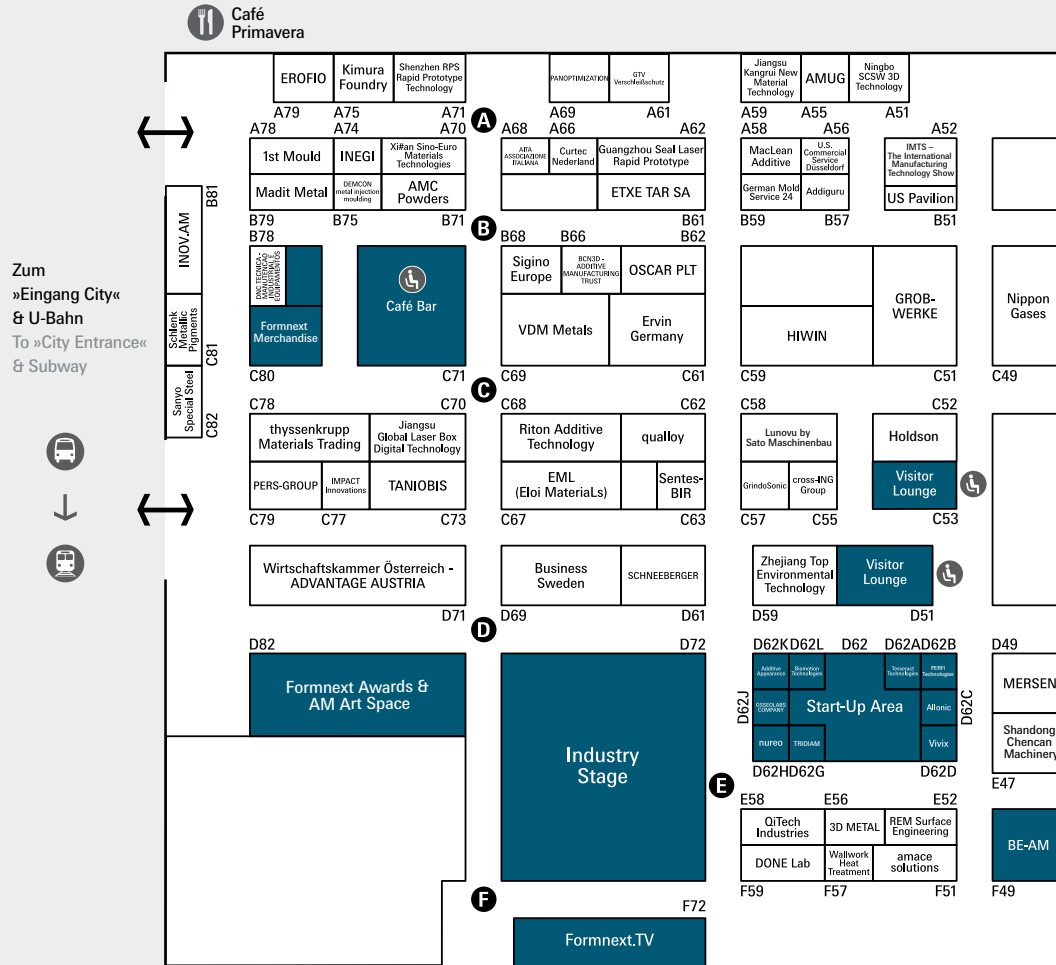 Café
Primavera
EROFIO
Kimura
Foundry
Shenzhen RPS
Rapid Prototype
Technology
PANOPTIMIZATION
GTV
Verschleißschutz
Jiangsu
Kangrui New
Material
Technology
AMUG
Ningbo
SCSW 3D
Technology
A79 A75 A71 A69 A61 A59 A55 A51
A
A78 A74 A70 A68 A66 A62 A58 A56 A52
1st Mould
INEGI
Xi#an Sino-Euro
Materials
Technologies
AITA
ASSOCIAZIONE
ITALIANA
Curtec
Nederland
Guangzhou Seal Laser
Rapid Prototype
MacLean
Additive
U.S.
Commercial
Service
Düsseldorf
IMTS –
The International
Manufacturing
Technology Show
Madit Metal
DEMCON
metal injection
moulding
AMC
Powders
ETXE TAR SA
German Mold
Service 24
Addiguru
US Pavilion
B79 B75 B71 B61 B59 B57 B51
B
B81
INOV.AM
Schlenk
Metallic
Pigments
C81
Sanyo
Special Steel
C82
B78 B68 B66 B62
DMC TECNICA -
MANUTENCAO
INDUSTRIAL E
EQUIPAMENTOS
Formnext
Merchandise
Café Bar
Sigino
Europe
BCN3D -
ADDITIVE
MANUFACTURING
TRUST
OSCAR PLT
VDM Metals
Ervin
Germany
HIWIN
GROB-
WERKE
Nippon
Gases
Zum
»Eingang City«
& U-Bahn
To »City Entrance«
& Subway
C80 C71 C69 C61 C59 C51 C49
C
C78 C70 C68 C62 C58 C52
thyssenkrupp
Materials Trading
Jiangsu
Global Laser Box
Digital Technology
Riton Additive
Technology
qualloy
Lunovu by
Sato Maschinenbau
Holdson
PERS-GROUP
IMPACT
Innovations
TANIOBIS
EML
(Eloi MateriaLs)
Sentes-
BIR
GrindoSonic
cross-ING
Group
Visitor
Lounge
C79 C77 C73 C67 C63 C57 C55 C53
Wirtschaftskammer Österreich -
ADVANTAGE AUSTRIA
Business
Sweden
SCHNEEBERGER
Zhejiang Top
Environmental
Technology
Visitor
Lounge
D71 D69 D61 D59 D51
D
D82 D72 D62K D62L D62 D62A D62B D49
Formnext Awards &
AM Art Space
Industry
Stage
Additive
Appearance
Biomotion
Technologies
Tesseract
Technologies
PERFI
Technologies
D62J
OSSEOLABS
COMPANY
Start-Up Area
Allonic
D62C
nureo
TRIDIAM
Vivix
D62H D62G D62D
MERSEN
Shandong
Chencan
Machinery
E47
E
E58 E56 E52
QiTech
Industries
3D METAL
REM Surface
Engineering
DONE Lab
Wallwork
Heat
Treatment
amace
solutions
BE-AM
F59 F57 F51 F49
F
F72
Formnext.TV